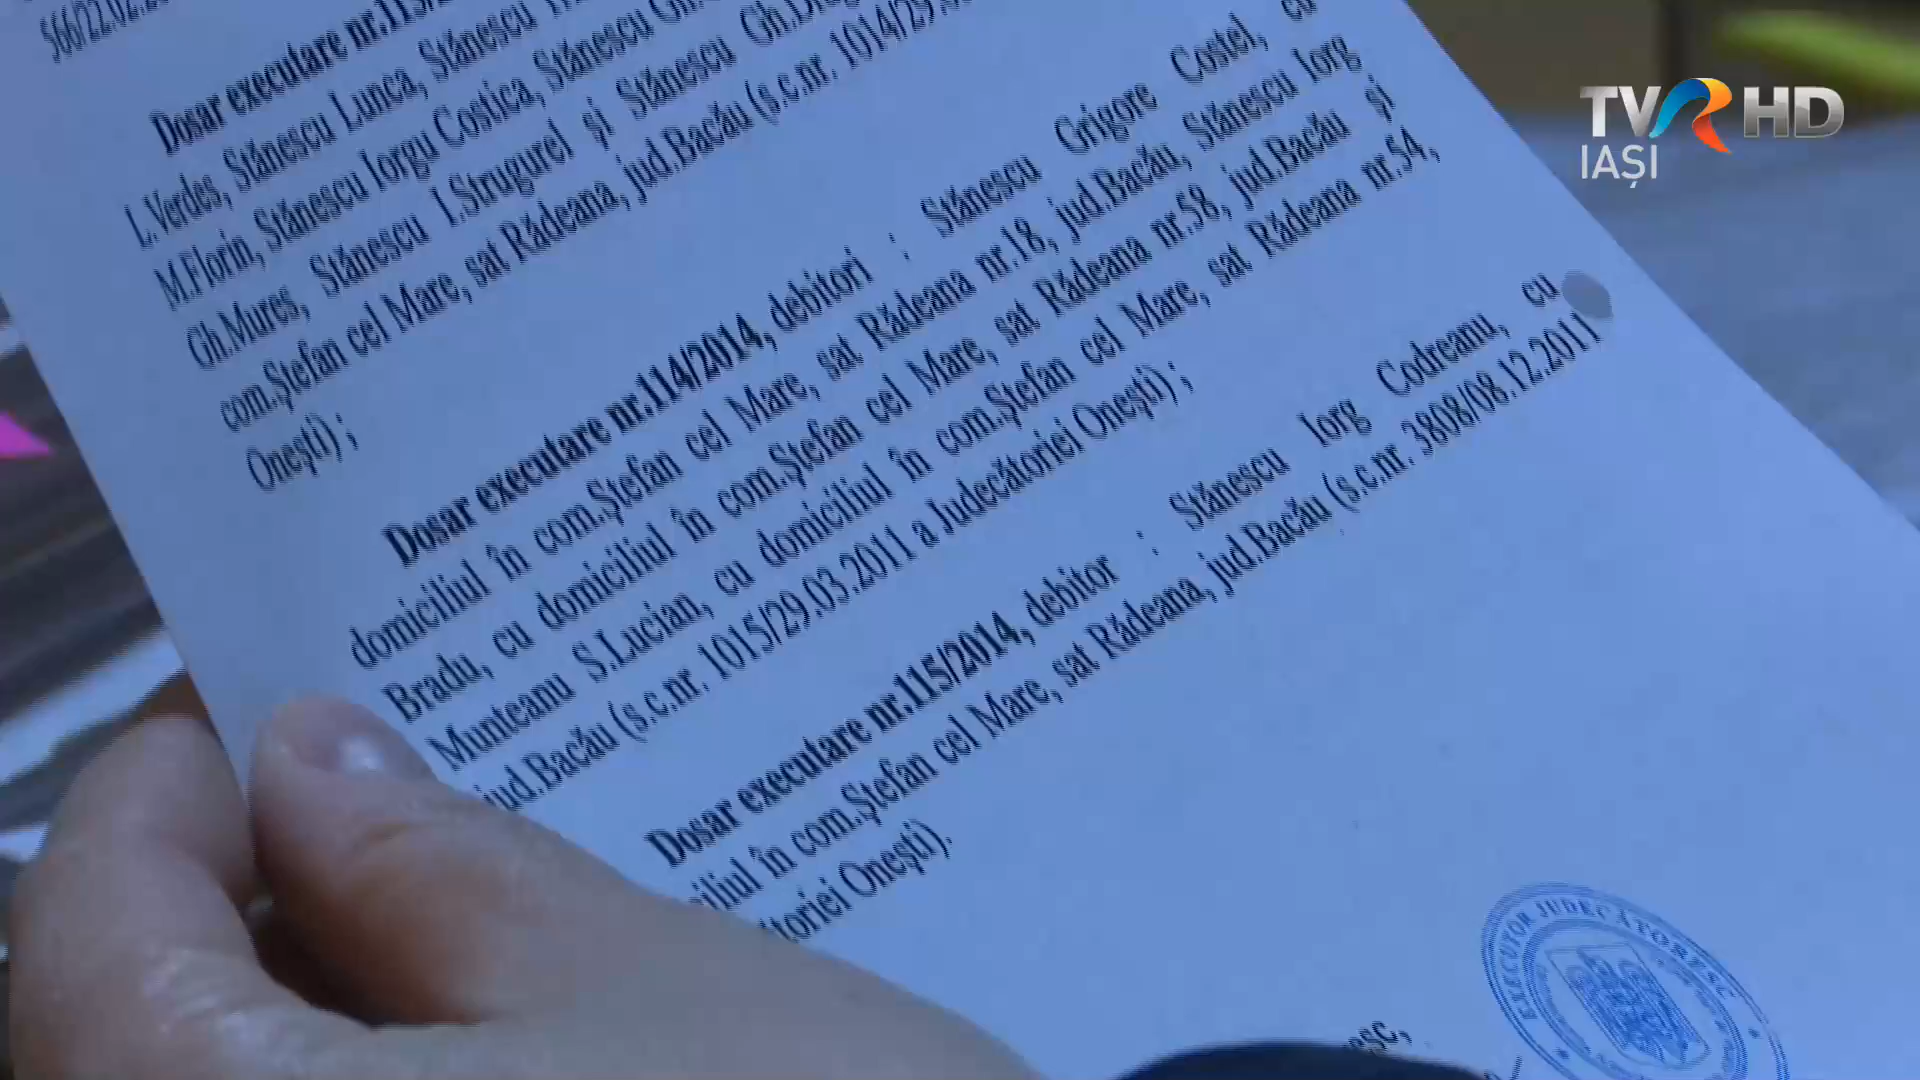 566/22.02.2
Dosar executare nr.113/
L.Verdes, Stănescu Lunca, Stănescu
M.Florin, Stănescu Iorgu Costica, Stănescu
Gh.Mures, Stănescu I.Strugurel și Stănescu
com.Ștefan cel Mare, sat Rădeana, jud.Bacău (s.c.nr. 1014/29.03
Onești) ;
Dosar executare nr.114/2014, debitori : Stănescu Grigore Costel, cu
domiciliul în com.Ștefan cel Mare, sat Rădeana nr.18, jud.Bacău, Stănescu Iorg
Bradu, cu domiciliul în com.Ștefan cel Mare, sat Rădeana nr.58, jud.Bacău și
Munteanu S.Lucian, cu domiciliul în com.Ștefan cel Mare, sat Rădeana nr.54,
jud.Bacău (s.c.nr. 1015/29.03.2011 a Judecătoriei Onești) ;
Dosar executare nr.115/2014, debitor : Stănescu Iorg Codreanu, cu
iliul în com.Ștefan cel Mare, sat Rădeana, jud.Bacău (s.c.nr. 3808/08.12.2011
toriei Onești).
EXECUTOR JUDECĂTORESC
esc,
TVR HD
IAȘI